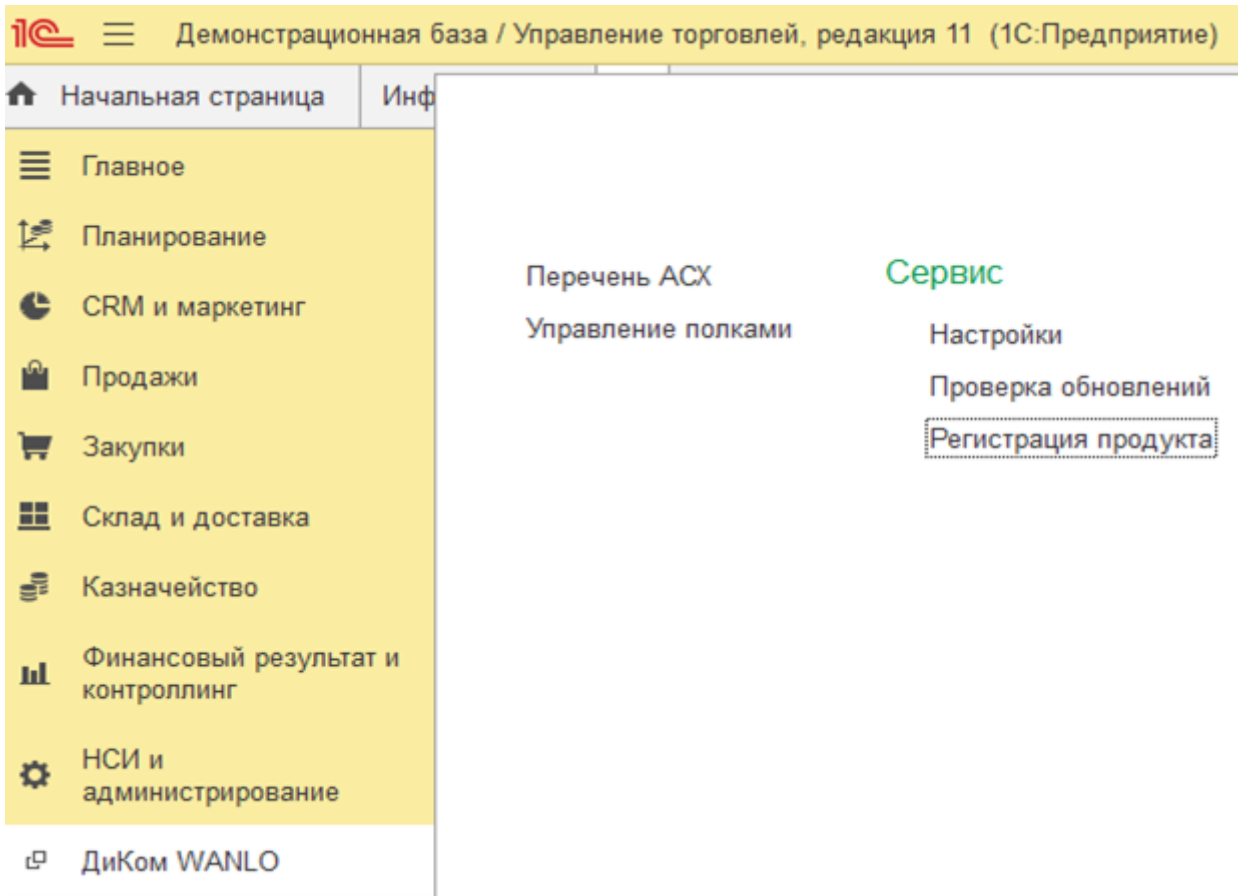 1С Демонстрационная база / Управление торговлей, редакция 11 (1С:Предприятие)
Начальная страница Инф
Главное
Планирование
CRM и маркетинг
Продажи
Закупки
Склад и доставка
Казначейство
Финансовый результат и
контроллинг
НСИ и
администрирование
ДиКом WANLO
Перечень АСХ
Управление полками
Сервис
Настройки
Проверка обновлений
Регистрация продукта